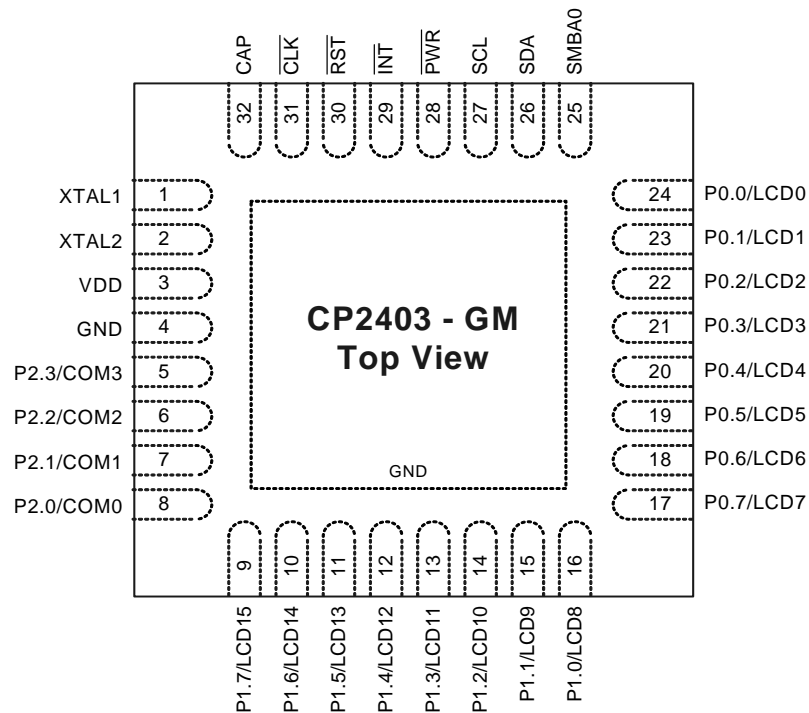 CAP
C̅L̅K̅
R̅S̅T̅
I̅N̅T̅
P̅W̅R̅
SCL
SDA
SMBA0
32
31
30
29
28
27
26
25
XTAL1 1
XTAL2 2
VDD 3
GND 4
P2.3/COM3 5
P2.2/COM2 6
P2.1/COM1 7
P2.0/COM0 8
CP2403 - GM
Top View
GND
24 P0.0/LCD0
23 P0.1/LCD1
22 P0.2/LCD2
21 P0.3/LCD3
20 P0.4/LCD4
19 P0.5/LCD5
18 P0.6/LCD6
17 P0.7/LCD7
9
10
11
12
13
14
15
16
P1.7/LCD15
P1.6/LCD14
P1.5/LCD13
P1.4/LCD12
P1.3/LCD11
P1.2/LCD10
P1.1/LCD9
P1.0/LCD8